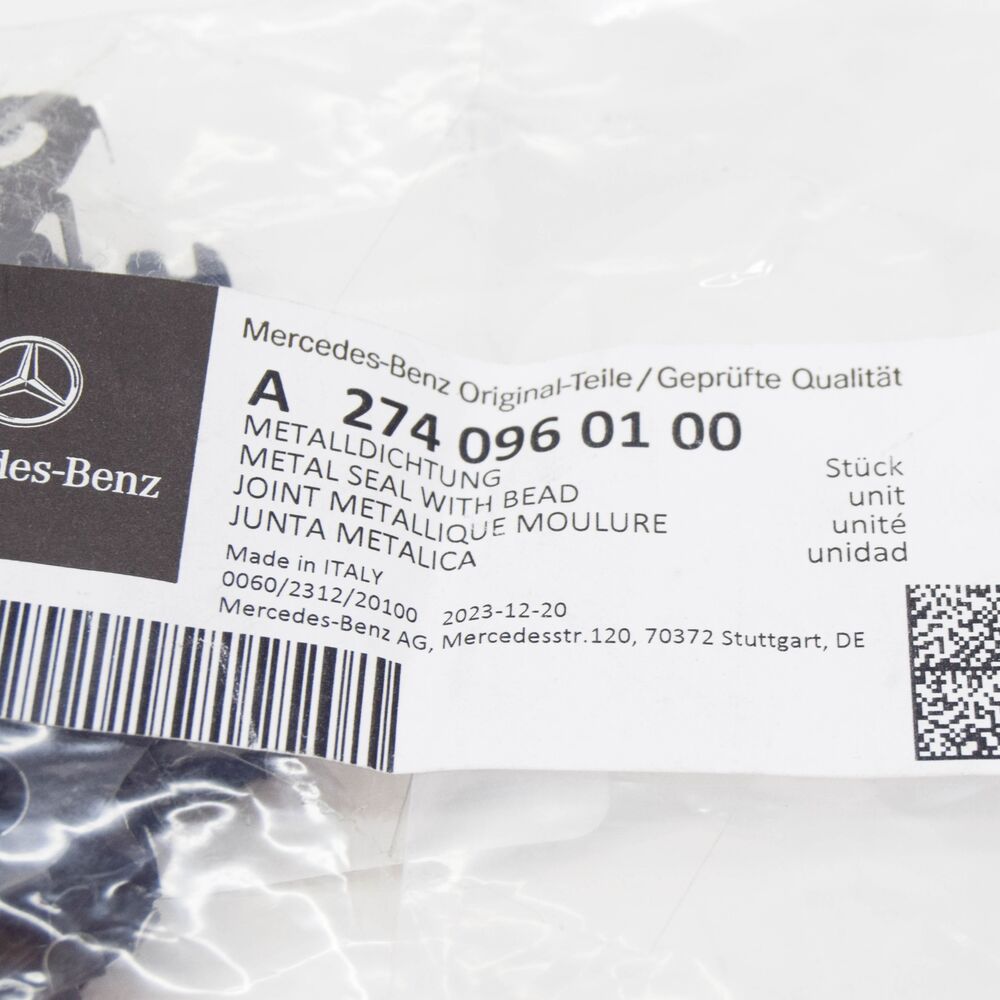 Mercedes-Benz Original-Teile/Geprüfte Qualität
A 274 096 01 00
METALLDICHTUNG
METAL SEAL WITH BEAD
JOINT METALLIQUE MOULURE
JUNTA METALICA
Stück
unit
unité
unidad
des-Benz
Made in ITALY
0060/2312/20100 2023-12-20
Mercedes-Benz AG, Mercedesstr.120, 70372 Stuttgart, DE